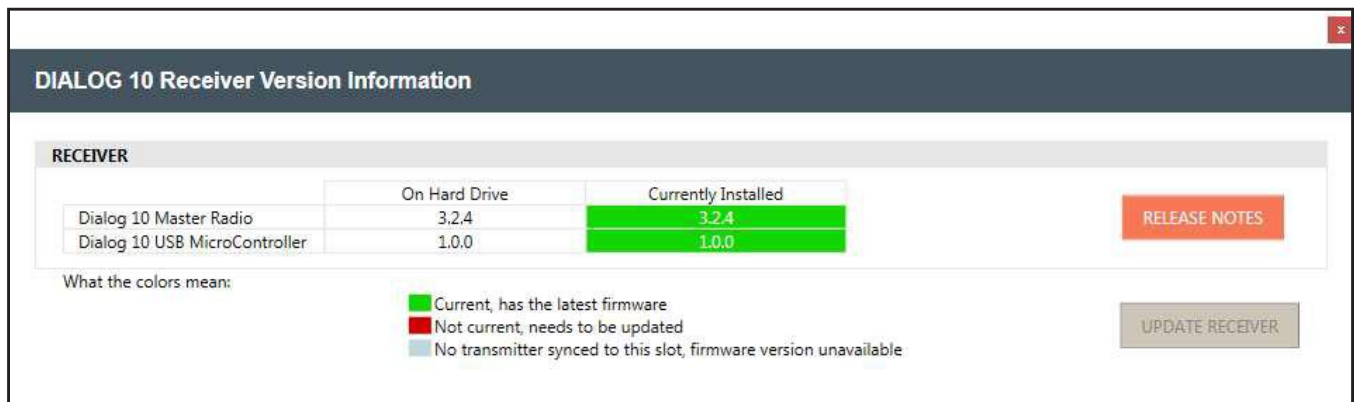 x
DIALOG 10 Receiver Version Information
RECEIVER
On Hard Drive Currently Installed
Dialog 10 Master Radio 3.2.4 3.2.4
Dialog 10 USB MicroController 1.0.0 1.0.0
RELEASE NOTES
What the colors mean:
Current, has the latest firmware
Not current, needs to be updated
No transmitter synced to this slot, firmware version unavailable
UPDATE RECEIVER